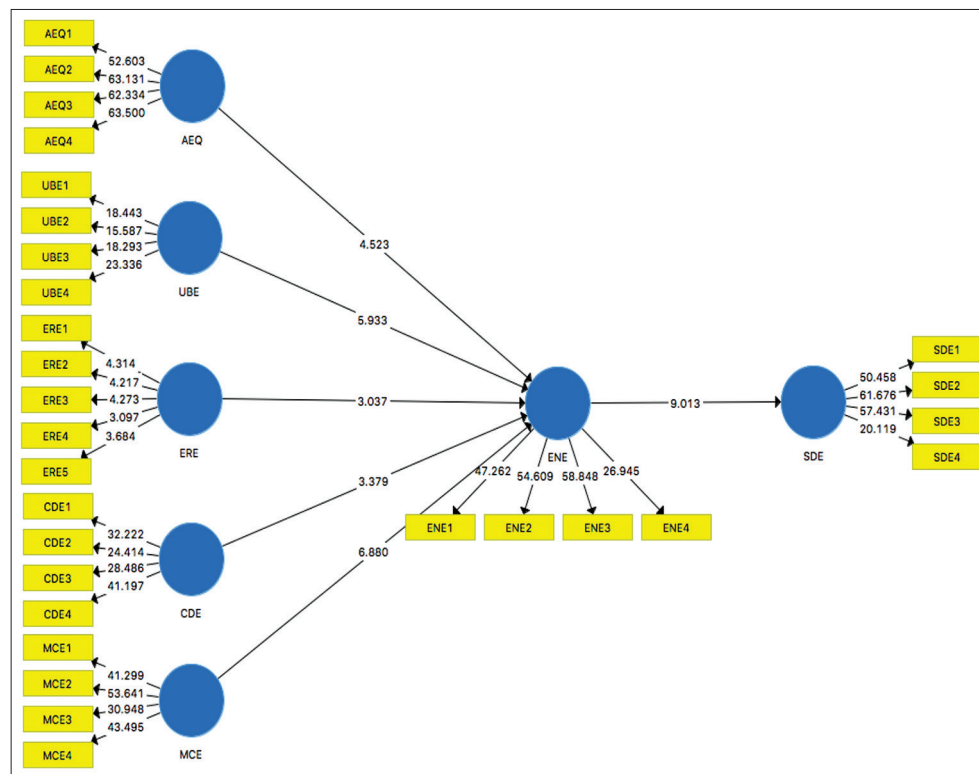 AEQ1
AEQ2
AEQ3
AEQ4
52.603
63.131
62.334
63.500
AEQ
UBE1
UBE2
UBE3
UBE4
18.443
15.587
18.293
23.336
UBE
ERE1
ERE2
ERE3
ERE4
ERE5
4.314
4.217
4.273
3.097
3.684
ERE
CDE1
CDE2
CDE3
CDE4
32.222
24.414
28.486
41.197
CDE
MCE1
MCE2
MCE3
MCE4
41.299
53.641
30.948
43.495
MCE
4.523
5.933
3.037
3.379
6.880
ENE
47.262
54.609
58.848
26.945
ENE1
ENE2
ENE3
ENE4
9.013
SDE
50.458
61.676
57.431
20.119
SDE1
SDE2
SDE3
SDE4